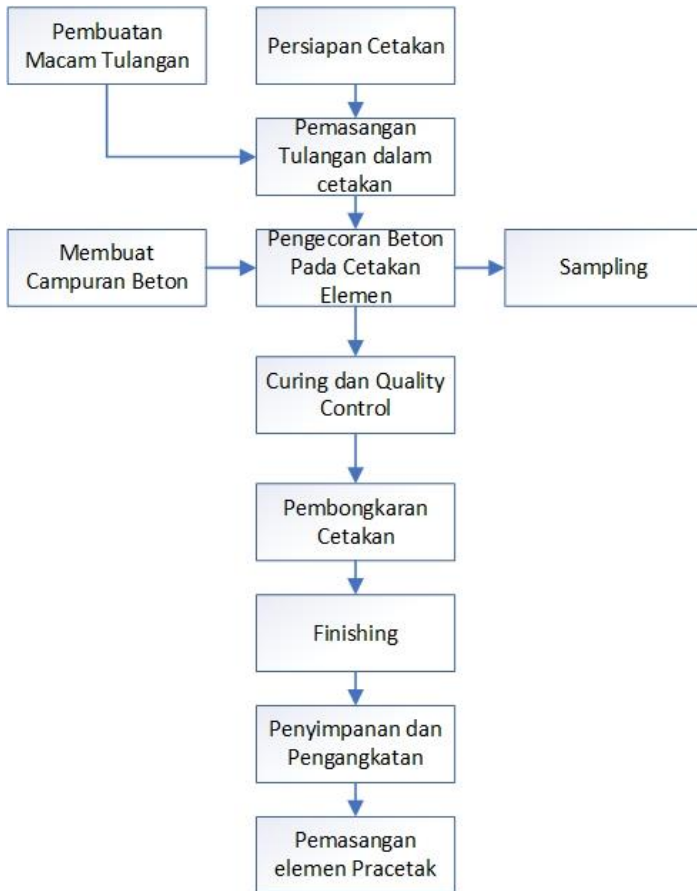 Pembuatan
Macam Tulangan
Persiapan Cetakan
Pemasangan
Tulangan dalam
cetakan
Membuat
Campuran Beton
Pengecoran Beton
Pada Cetakan
Elemen
Sampling
Curing dan Quality
Control
Pembongkaran
Cetakan
Finishing
Penyimpanan dan
Pengangkatan
Pemasangan
elemen Pracetak